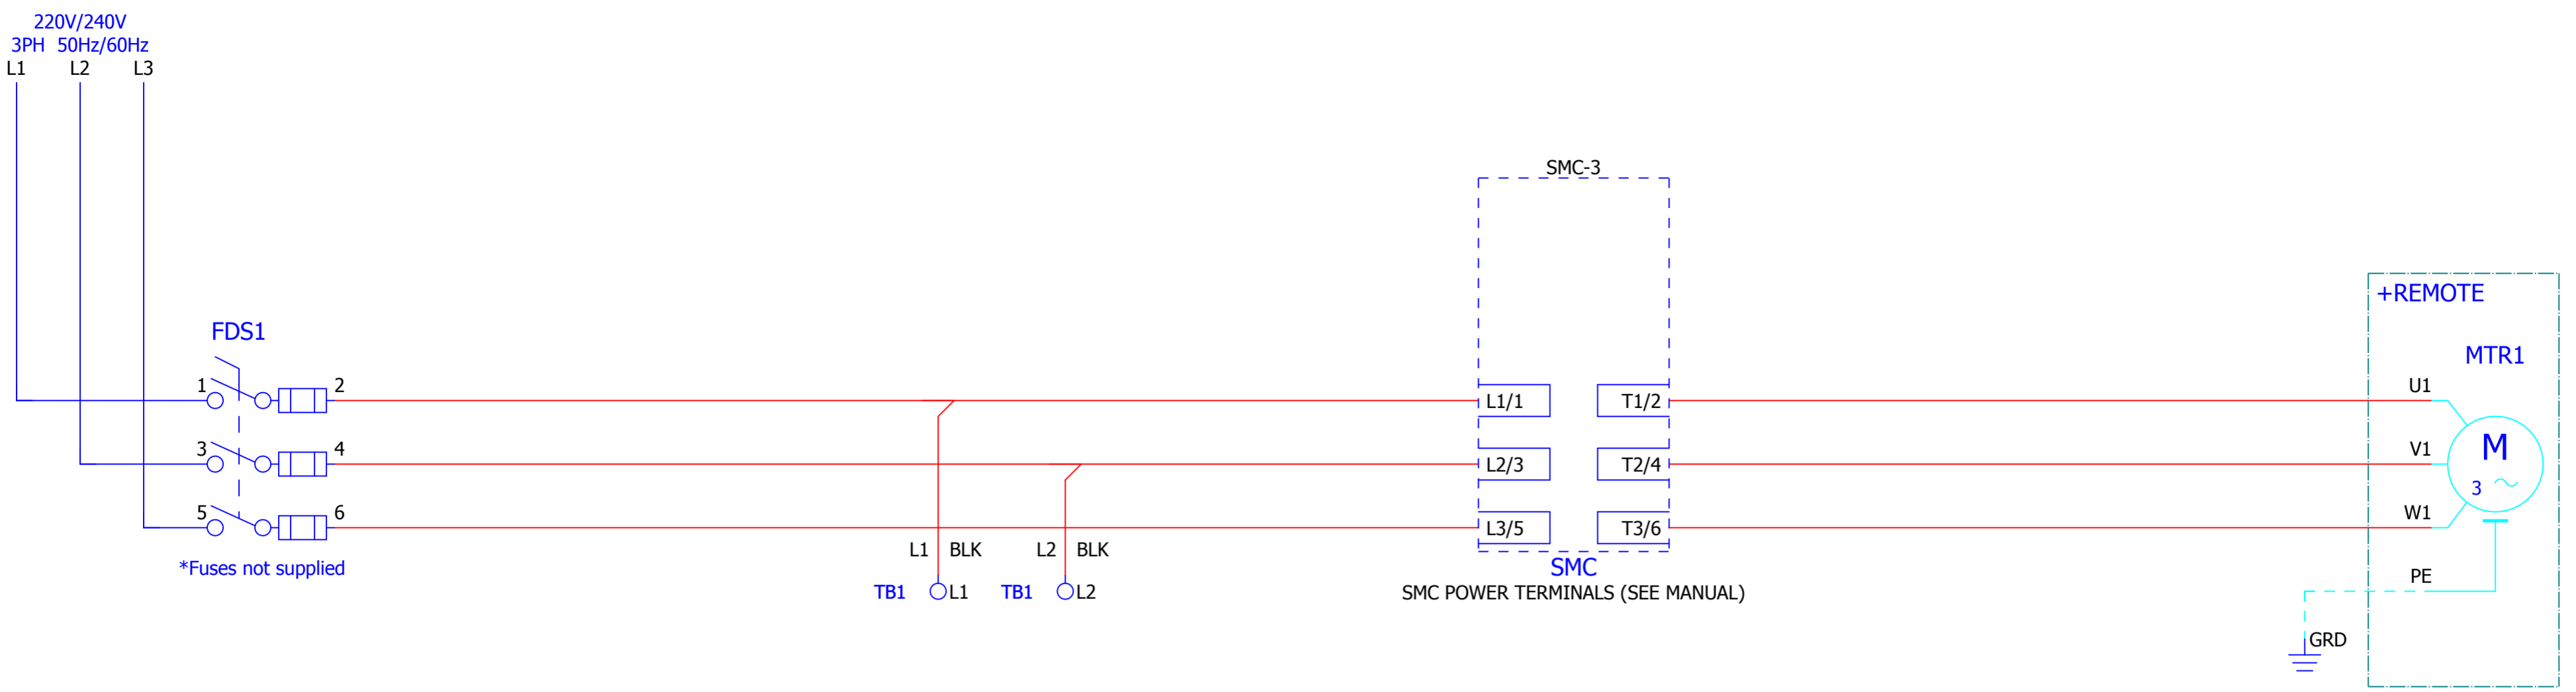 220V/240V
3PH 50Hz/60Hz
L1 L2 L3
SMC-3
+REMOTE
FDS1
MTR1
1 2
L1/1 T1/2
U1
3 4
L2/3 T2/4
V1
M
3
5 6
L3/5 T3/6
W1
*Fuses not supplied
L1 BLK L2 BLK
SMC
PE
TB1 L1 TB1 L2
SMC POWER TERMINALS (SEE MANUAL)
GRD